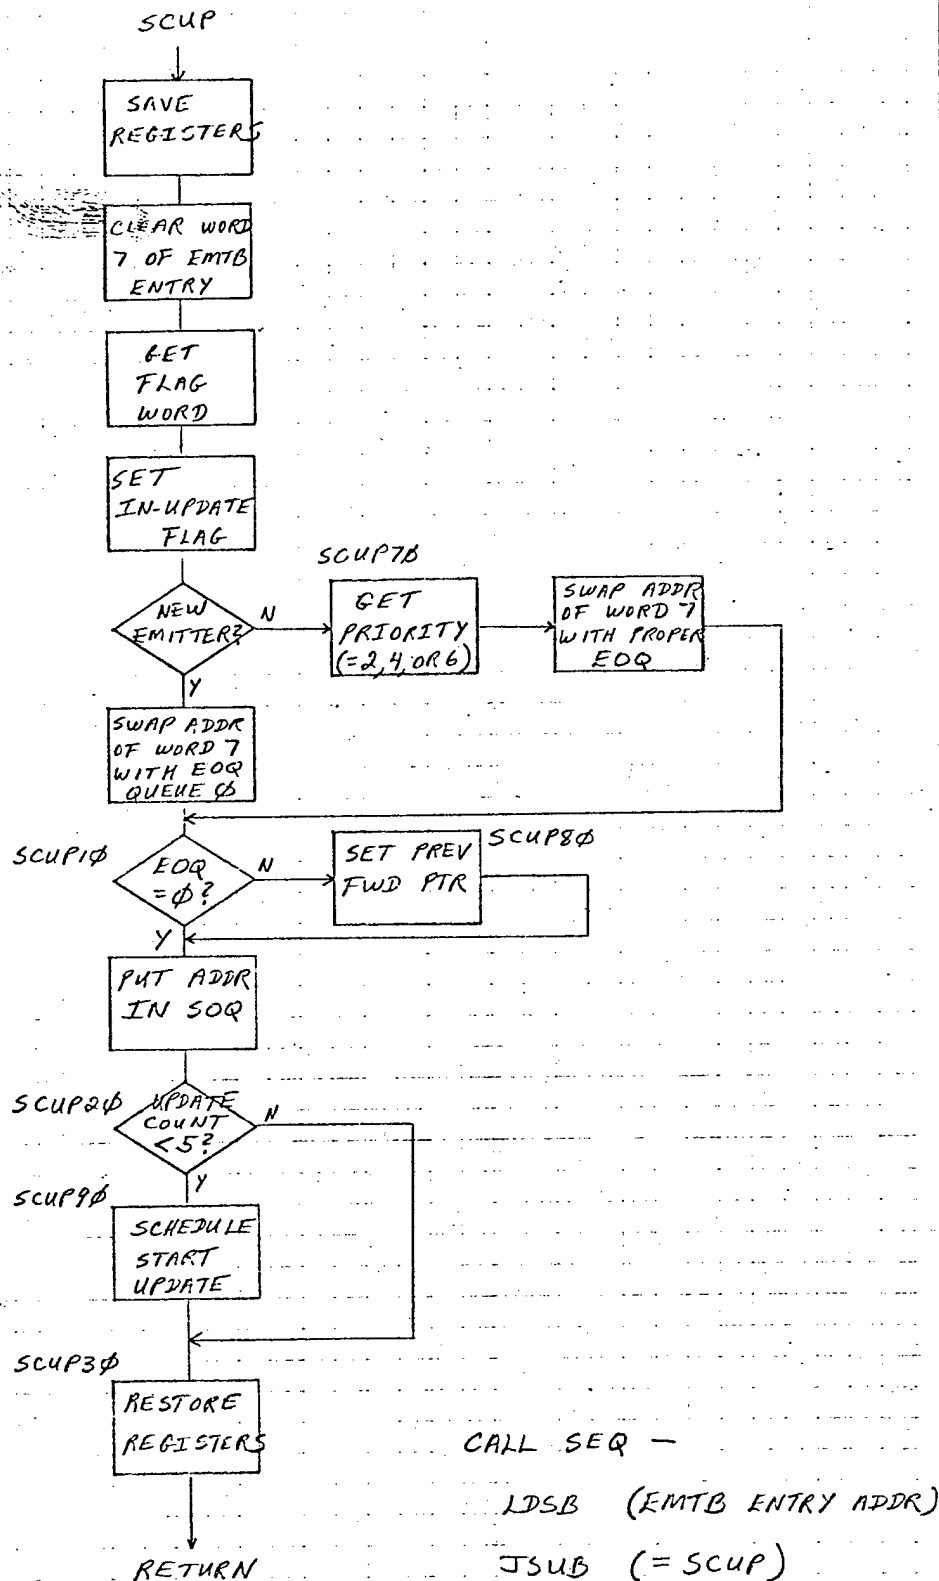 SCUP
SAVE
REGISTERS
CLEAR WORD
7 OF EMTB
ENTRY
GET
FLAG
WORD
SET
IN-UPDATE
FLAG
NEW
EMITTER?
N
Y
SCUP7Ø
GET
PRIORITY
(=2,4,OR6)
SWAP ADDR
OF WORD 7
WITH PROPER
EOQ
SWAP ADDR
OF WORD 7
WITH EOQ
QUEUE Ø
SCUP1Ø
EOQ
=Ø?
N
Y
SET PREV
FWD PTR
SCUP8Ø
PUT ADDR
IN SOQ
SCUP2Ø
UPDATE
COUNT
<5?
N
Y
SCUP9Ø
SCHEDULE
START
UPDATE
SCUP3Ø
RESTORE
REGISTERS
RETURN
CALL SEQ —
LDSB (EMTB ENTRY ADDR)
JSUB (=SCUP)